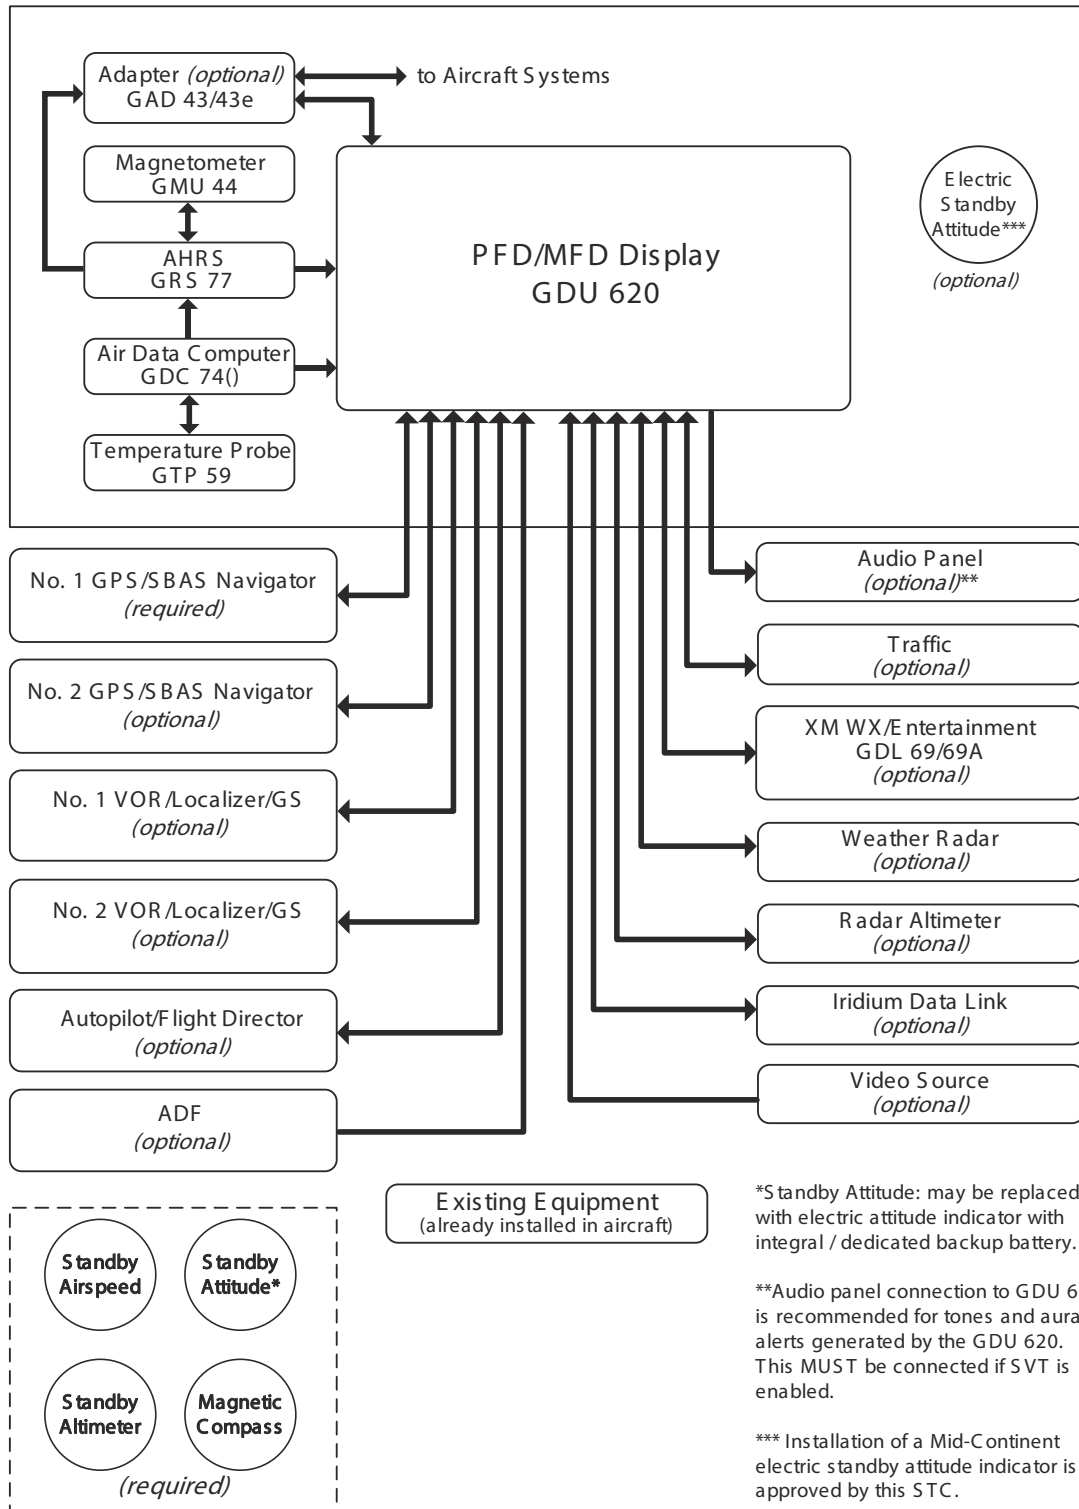 Adapter (optional)
GAD 43/43e
to Aircraft Systems
Magnetometer
GMU 44
AHRS
GRS 77
Air Data Computer
GDC 74()
Temperature Probe
GTP 59
PFD/MFD Display
GDU 620
Electric
Standby
Attitude***
(optional)
No. 1 GPS/SBAS Navigator
(required)
No. 2 GPS/SBAS Navigator
(optional)
No. 1 VOR/Localizer/GS
(optional)
No. 2 VOR/Localizer/GS
(optional)
Autopilot/Flight Director
(optional)
ADF
(optional)
Audio Panel
(optional)**
Traffic
(optional)
XM WX/Entertainment
GDL 69/69A
(optional)
Weather Radar
(optional)
Radar Altimeter
(optional)
Iridium Data Link
(optional)
Video Source
(optional)
Existing Equipment
(already installed in aircraft)
Standby
Airspeed
Standby
Attitude*
Standby
Altimeter
Magnetic
Compass
(required)
*Standby Attitude: may be replaced
with electric attitude indicator with
integral / dedicated backup battery.
**Audio panel connection to GDU 6
is recommended for tones and aura
alerts generated by the GDU 620.
This MUST be connected if SVT is
enabled.
*** Installation of a Mid-Continent
electric standby attitude indicator is
approved by this STC.